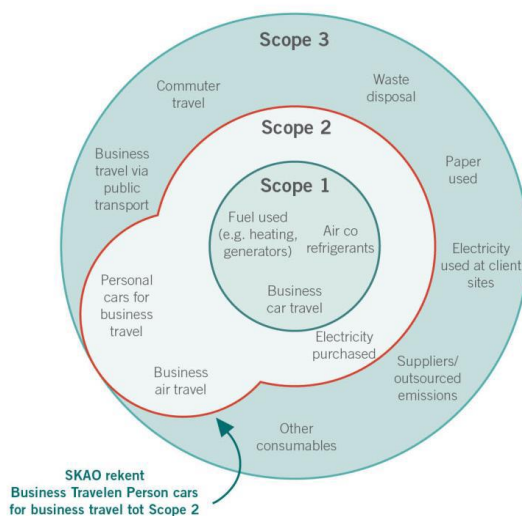 Scope 3
Commuter
travel
Waste
disposal
Scope 2
Business
travel via
public
transport
Paper
used
Scope 1
Fuel used
(e.g. heating,
generators)
Air co
refrigerants
Electricity
used at client
sites
Personal
cars for
business
travel
Business
car travel
Electricity
purchased
Business
air travel
Suppliers/
outsourced
emissions
Other
consumables
SKAO rekent
Business Travelen Person cars
for business travel tot Scope 2